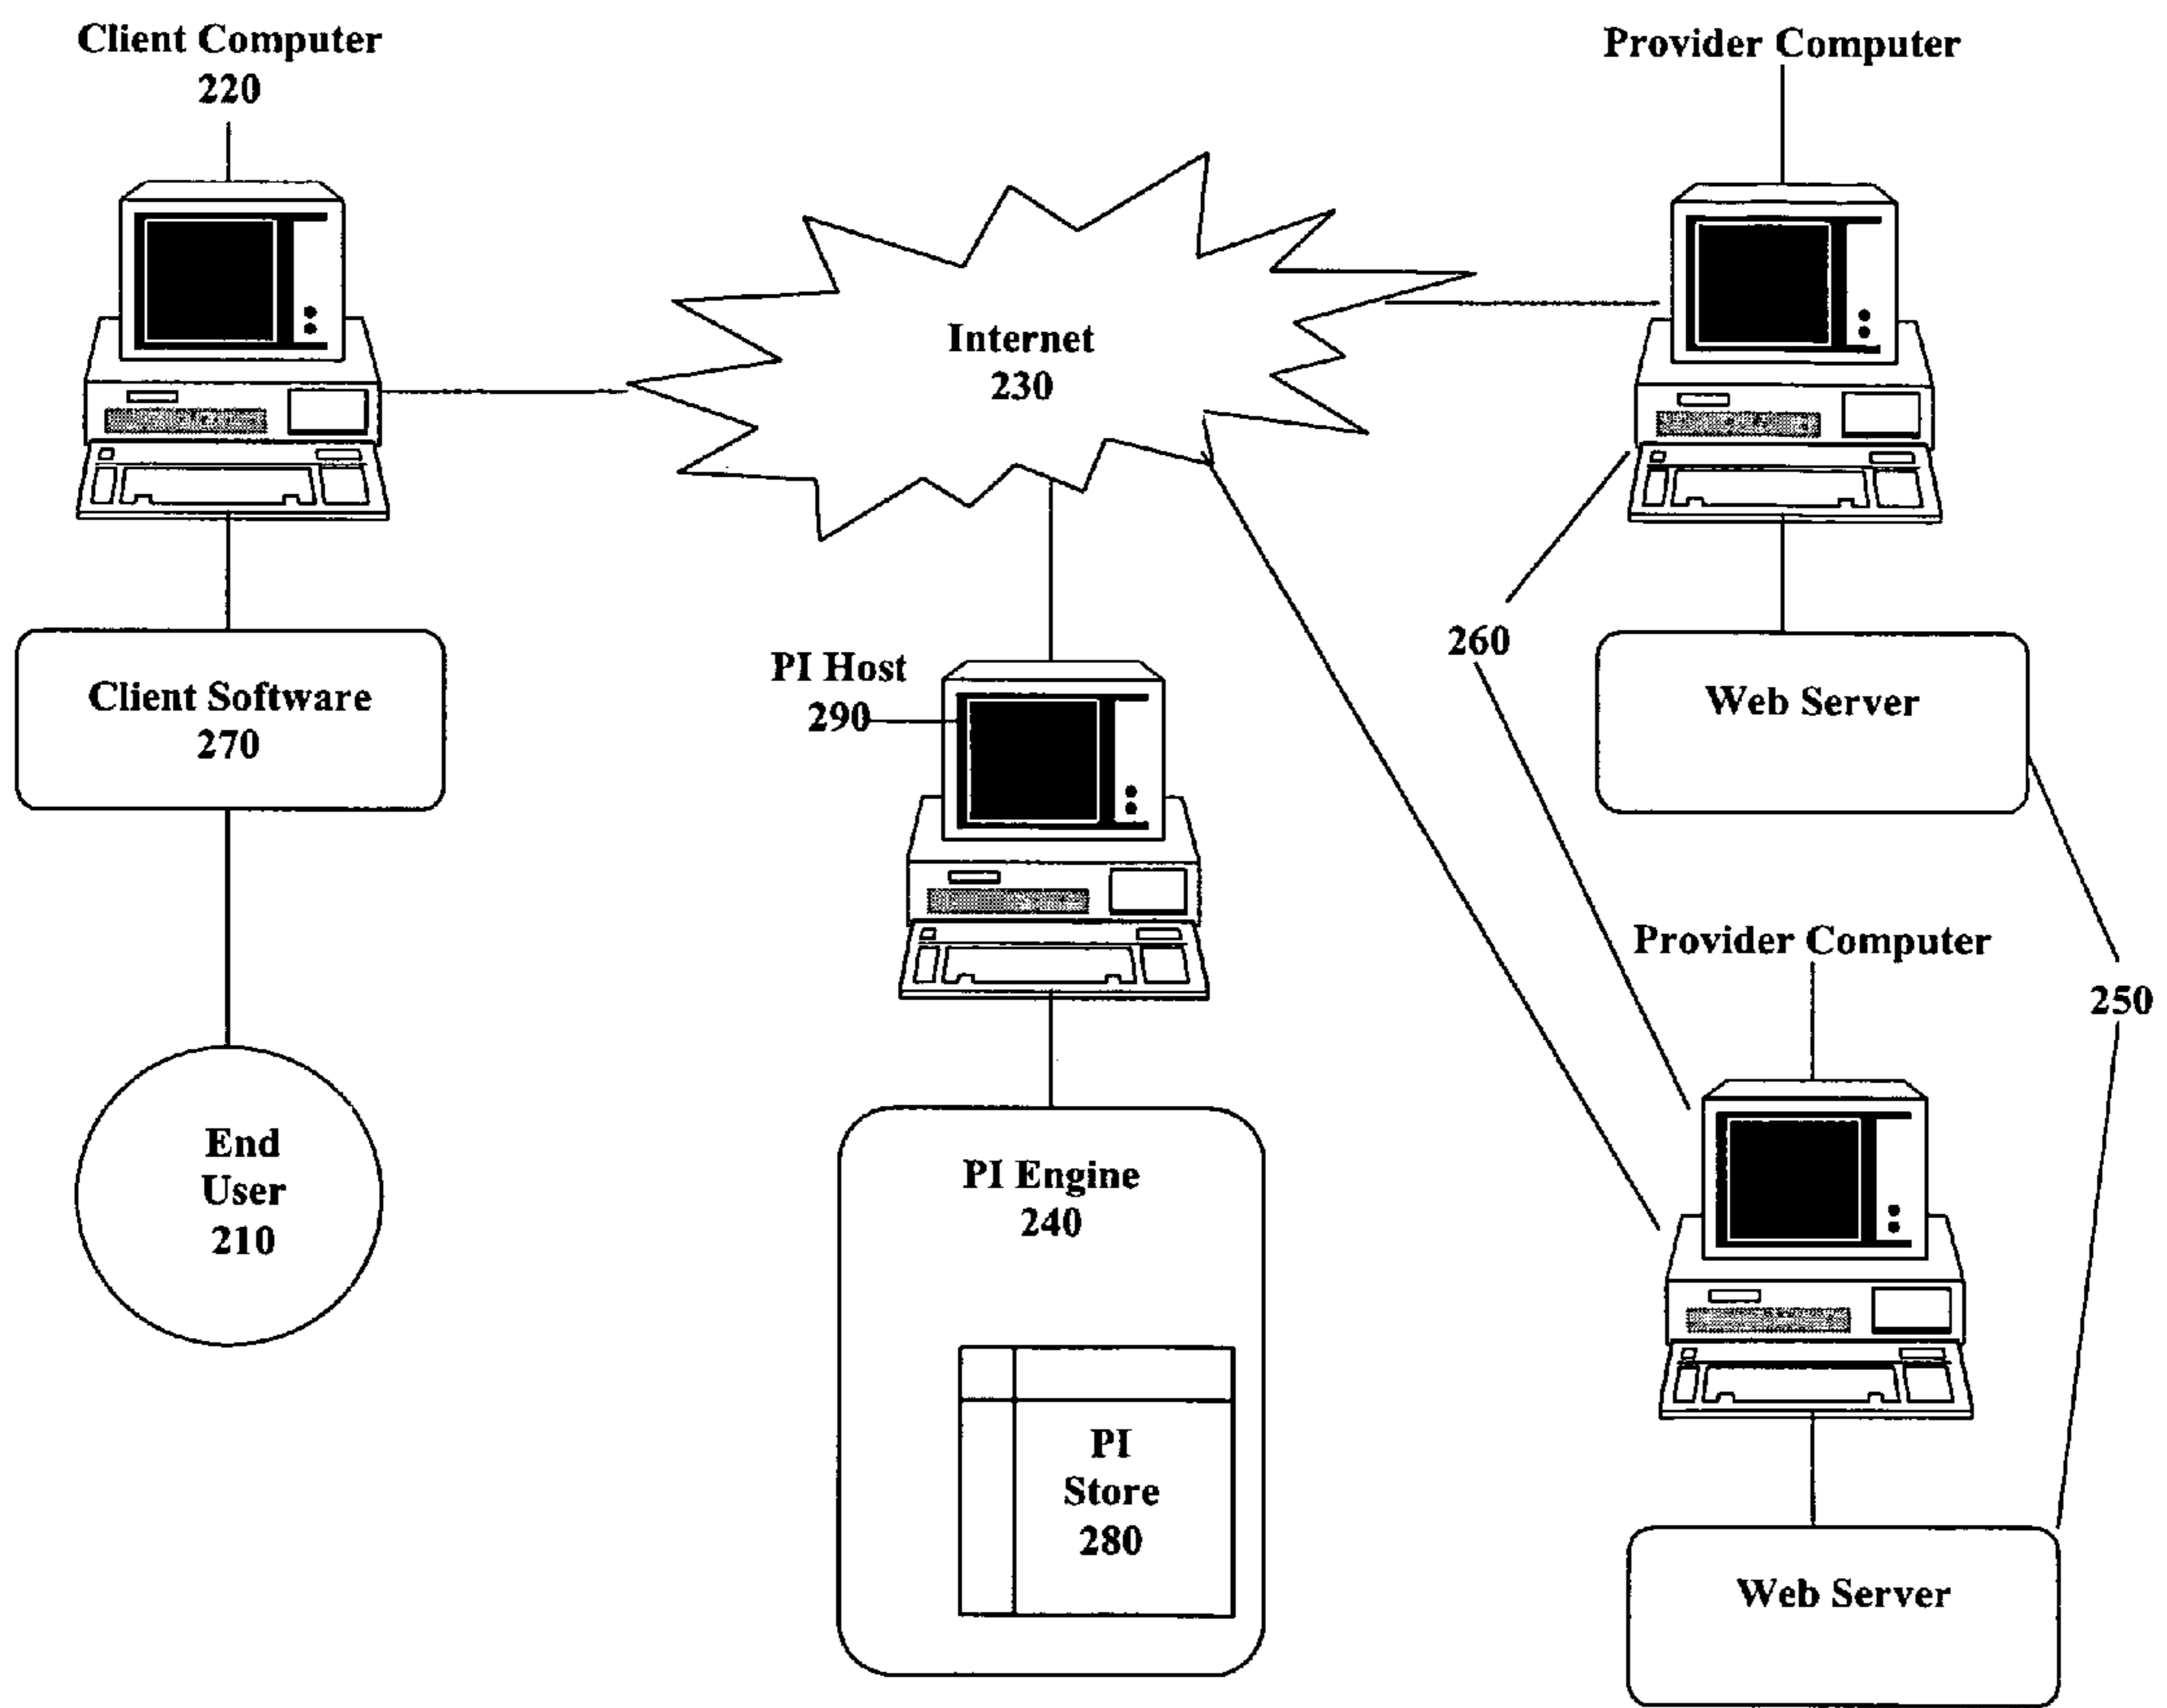 Client Computer
220
Provider Computer
Internet
230
Client Software
270
PI Host
290
260
Web Server
Provider Computer
250
End
User
210
PI Engine
240
PI
Store
280
Web Server